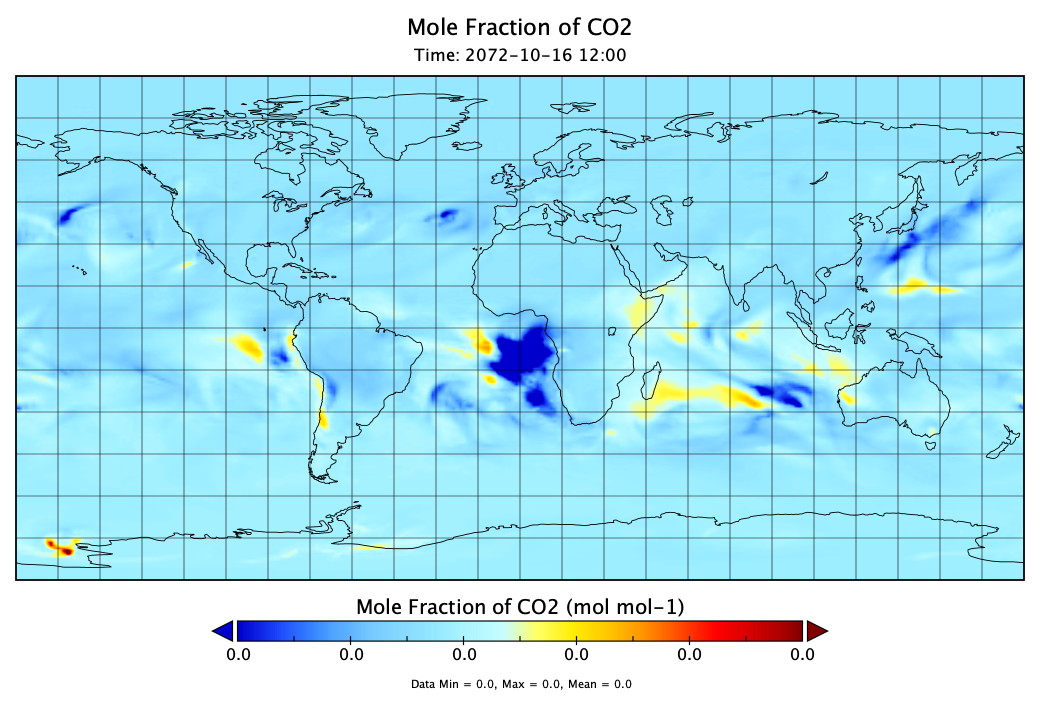 Mole Fraction of CO2
Time: 2072-10-16 12:00
Mole Fraction of CO2 (mol mol-1)
0.0 0.0 0.0 0.0 0.0 0.0
Data Min = 0.0, Max = 0.0, Mean = 0.0